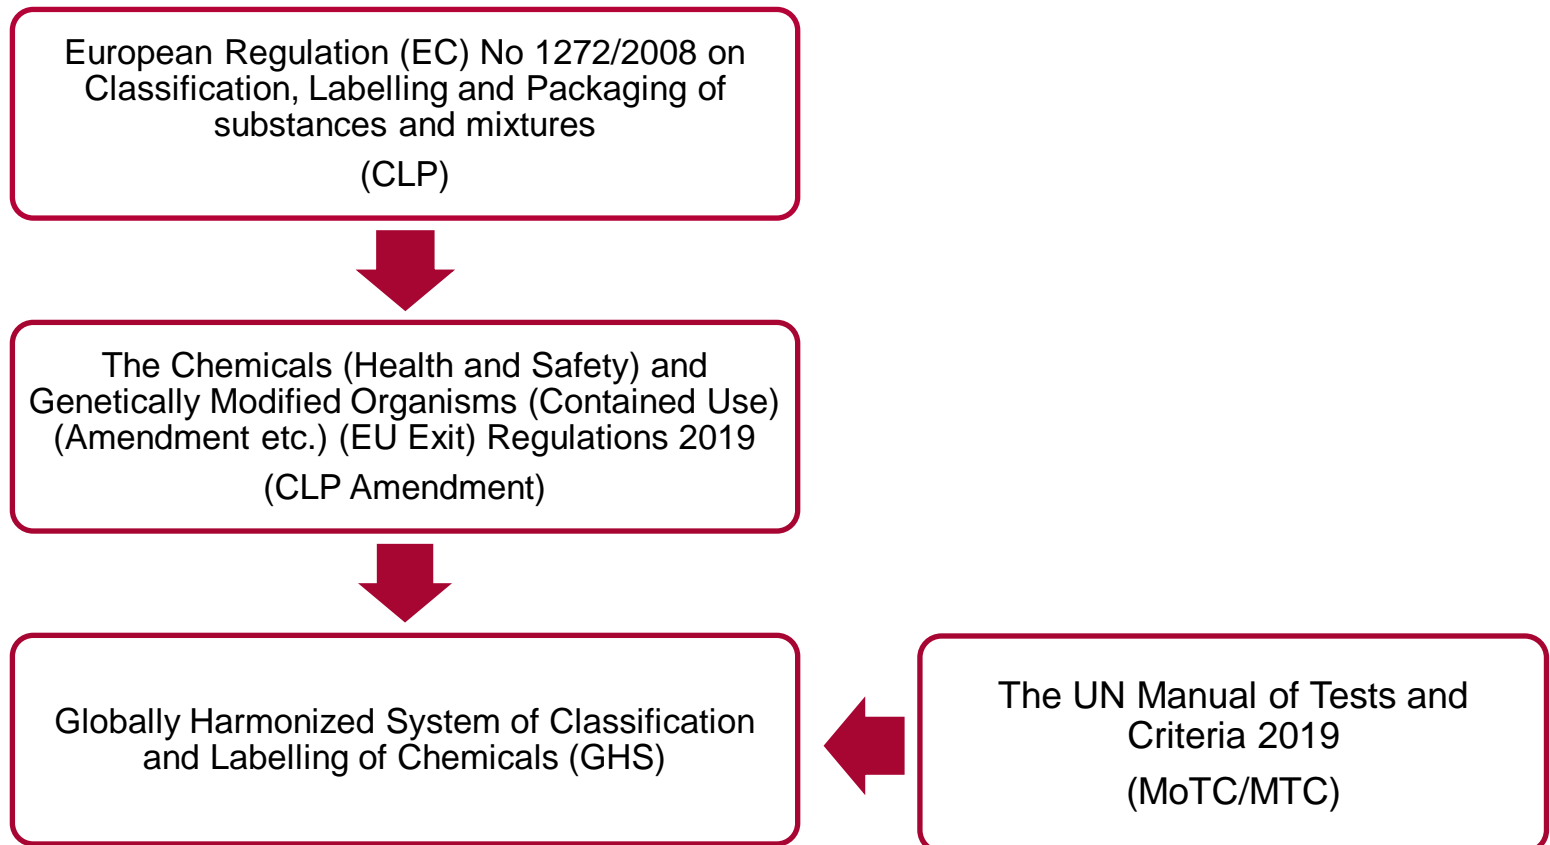 European Regulation (EC) No 1272/2008 on
Classification, Labelling and Packaging of
substances and mixtures
(CLP)
The Chemicals (Health and Safety) and
Genetically Modified Organisms (Contained Use)
(Amendment etc.) (EU Exit) Regulations 2019
(CLP Amendment)
Globally Harmonized System of Classification
and Labelling of Chemicals (GHS)
The UN Manual of Tests and
Criteria 2019
(MoTC/MTC)